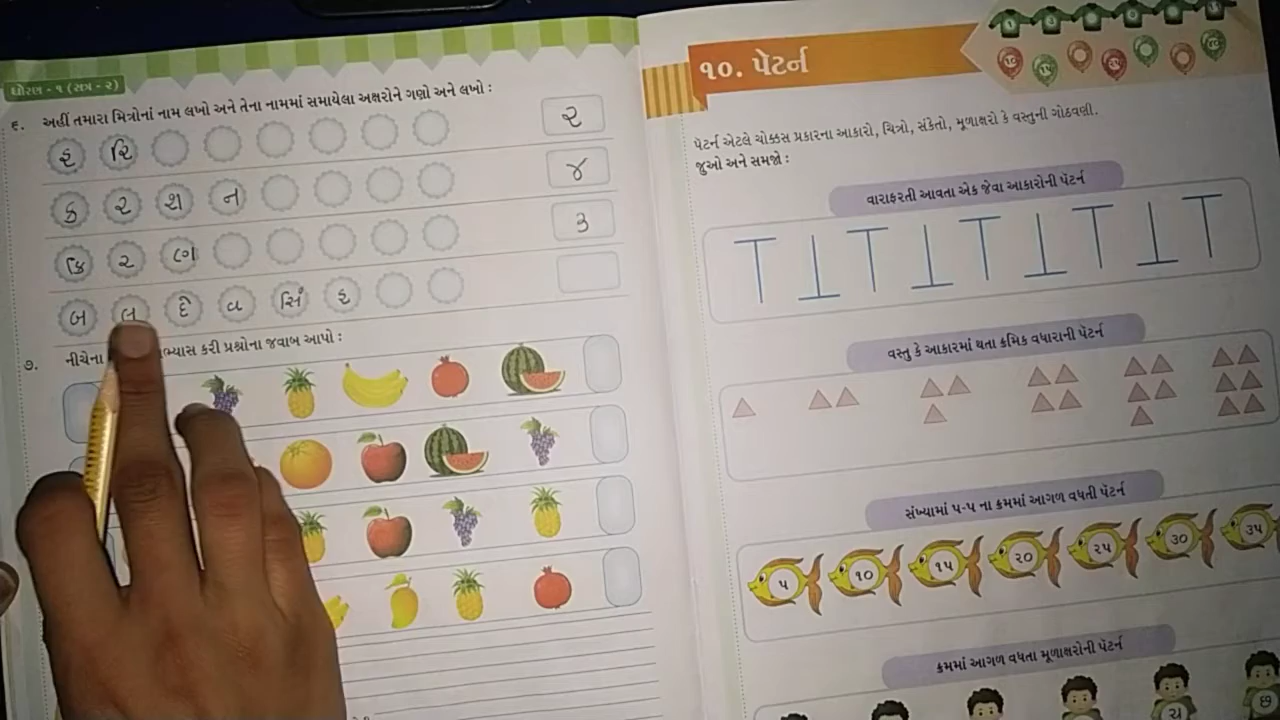 ધોરણ - ૧ (સત્ર - ૨)
૬. અહીં તમારા મિત્રોનાં નામ લખો અને તેના નામમાં સમાયેલા અક્ષરોને ગણો અને લખો :
હ રિ ૨
ક ર શ ન ૪
કિ ર ણ ૩
બ લ દે વ સિં હ
૭. નીચેના ભ્યાસ કરી પ્રશ્નોના જવાબ આપો :
૧૦. પેટર્ન
પેટર્ન એટલે ચોક્કસ પ્રકારના આકારો, ચિત્રો, સંકેતો, મૂળાક્ષરો કે વસ્તુની ગોઠવણી.
જુઓ અને સમજો :
વારાફરતી આવતા એક જેવા આકારોની પૅટર્ન
વસ્તુ કે આકારમાં થતા ક્રમિક વધારાની પૅટર્ન
સંખ્યામાં ૫-૫ ના ક્રમમાં આગળ વધતી પૅટર્ન
૫ ૧૦ ૧૫ ૨૦ ૨૫ ૩૦ ૩૫
ક્રમમાં આગળ વધતા મૂળાક્ષરોની પૅટર્ન
ચ છ